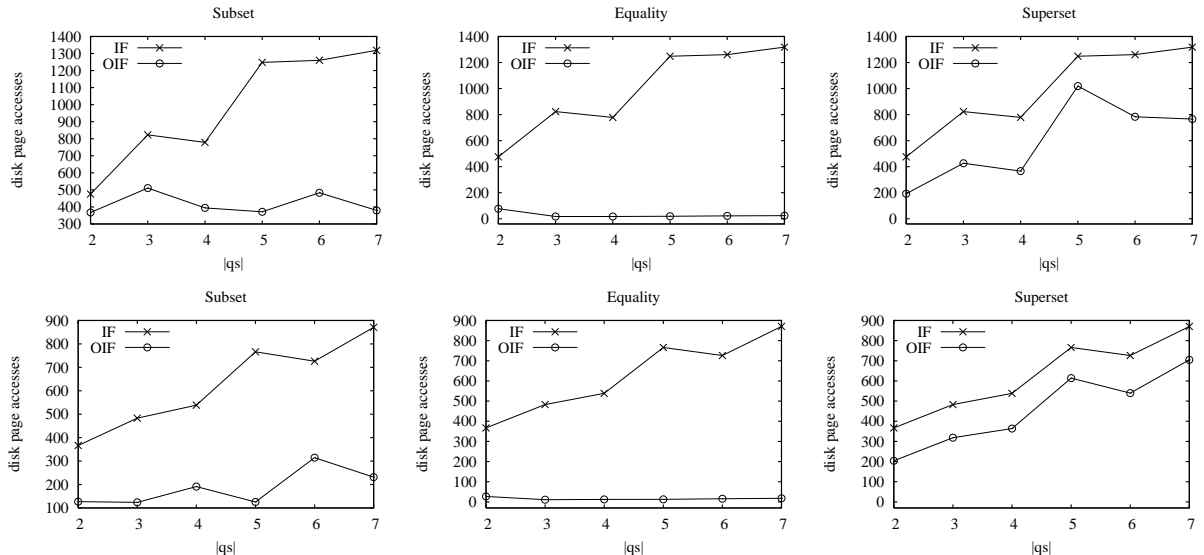 Subset
1400
1300
1200
1100
1000
900
800
700
600
500
400
300
IF
OIF
disk page accesses
2 3 4 5 6 7
|qs|
Equality
1400
1200
1000
800
600
400
200
0
IF
OIF
disk page accesses
2 3 4 5 6 7
|qs|
Superset
1400
1200
1000
800
600
400
200
0
IF
OIF
disk page accesses
2 3 4 5 6 7
|qs|
Subset
900
800
700
600
500
400
300
200
100
IF
OIF
disk page accesses
2 3 4 5 6 7
|qs|
Equality
900
800
700
600
500
400
300
200
100
0
IF
OIF
disk page accesses
2 3 4 5 6 7
|qs|
Superset
900
800
700
600
500
400
300
200
100
0
IF
OIF
disk page accesses
2 3 4 5 6 7
|qs|